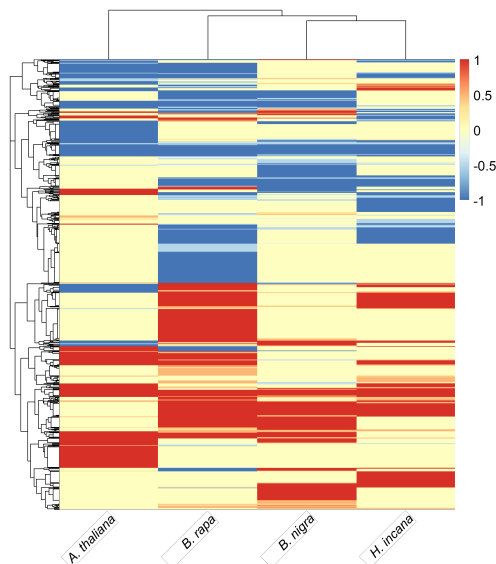 1
0.5
0
-0.5
-1
A. thaliana
B. rapa
B. nigra
H. incana